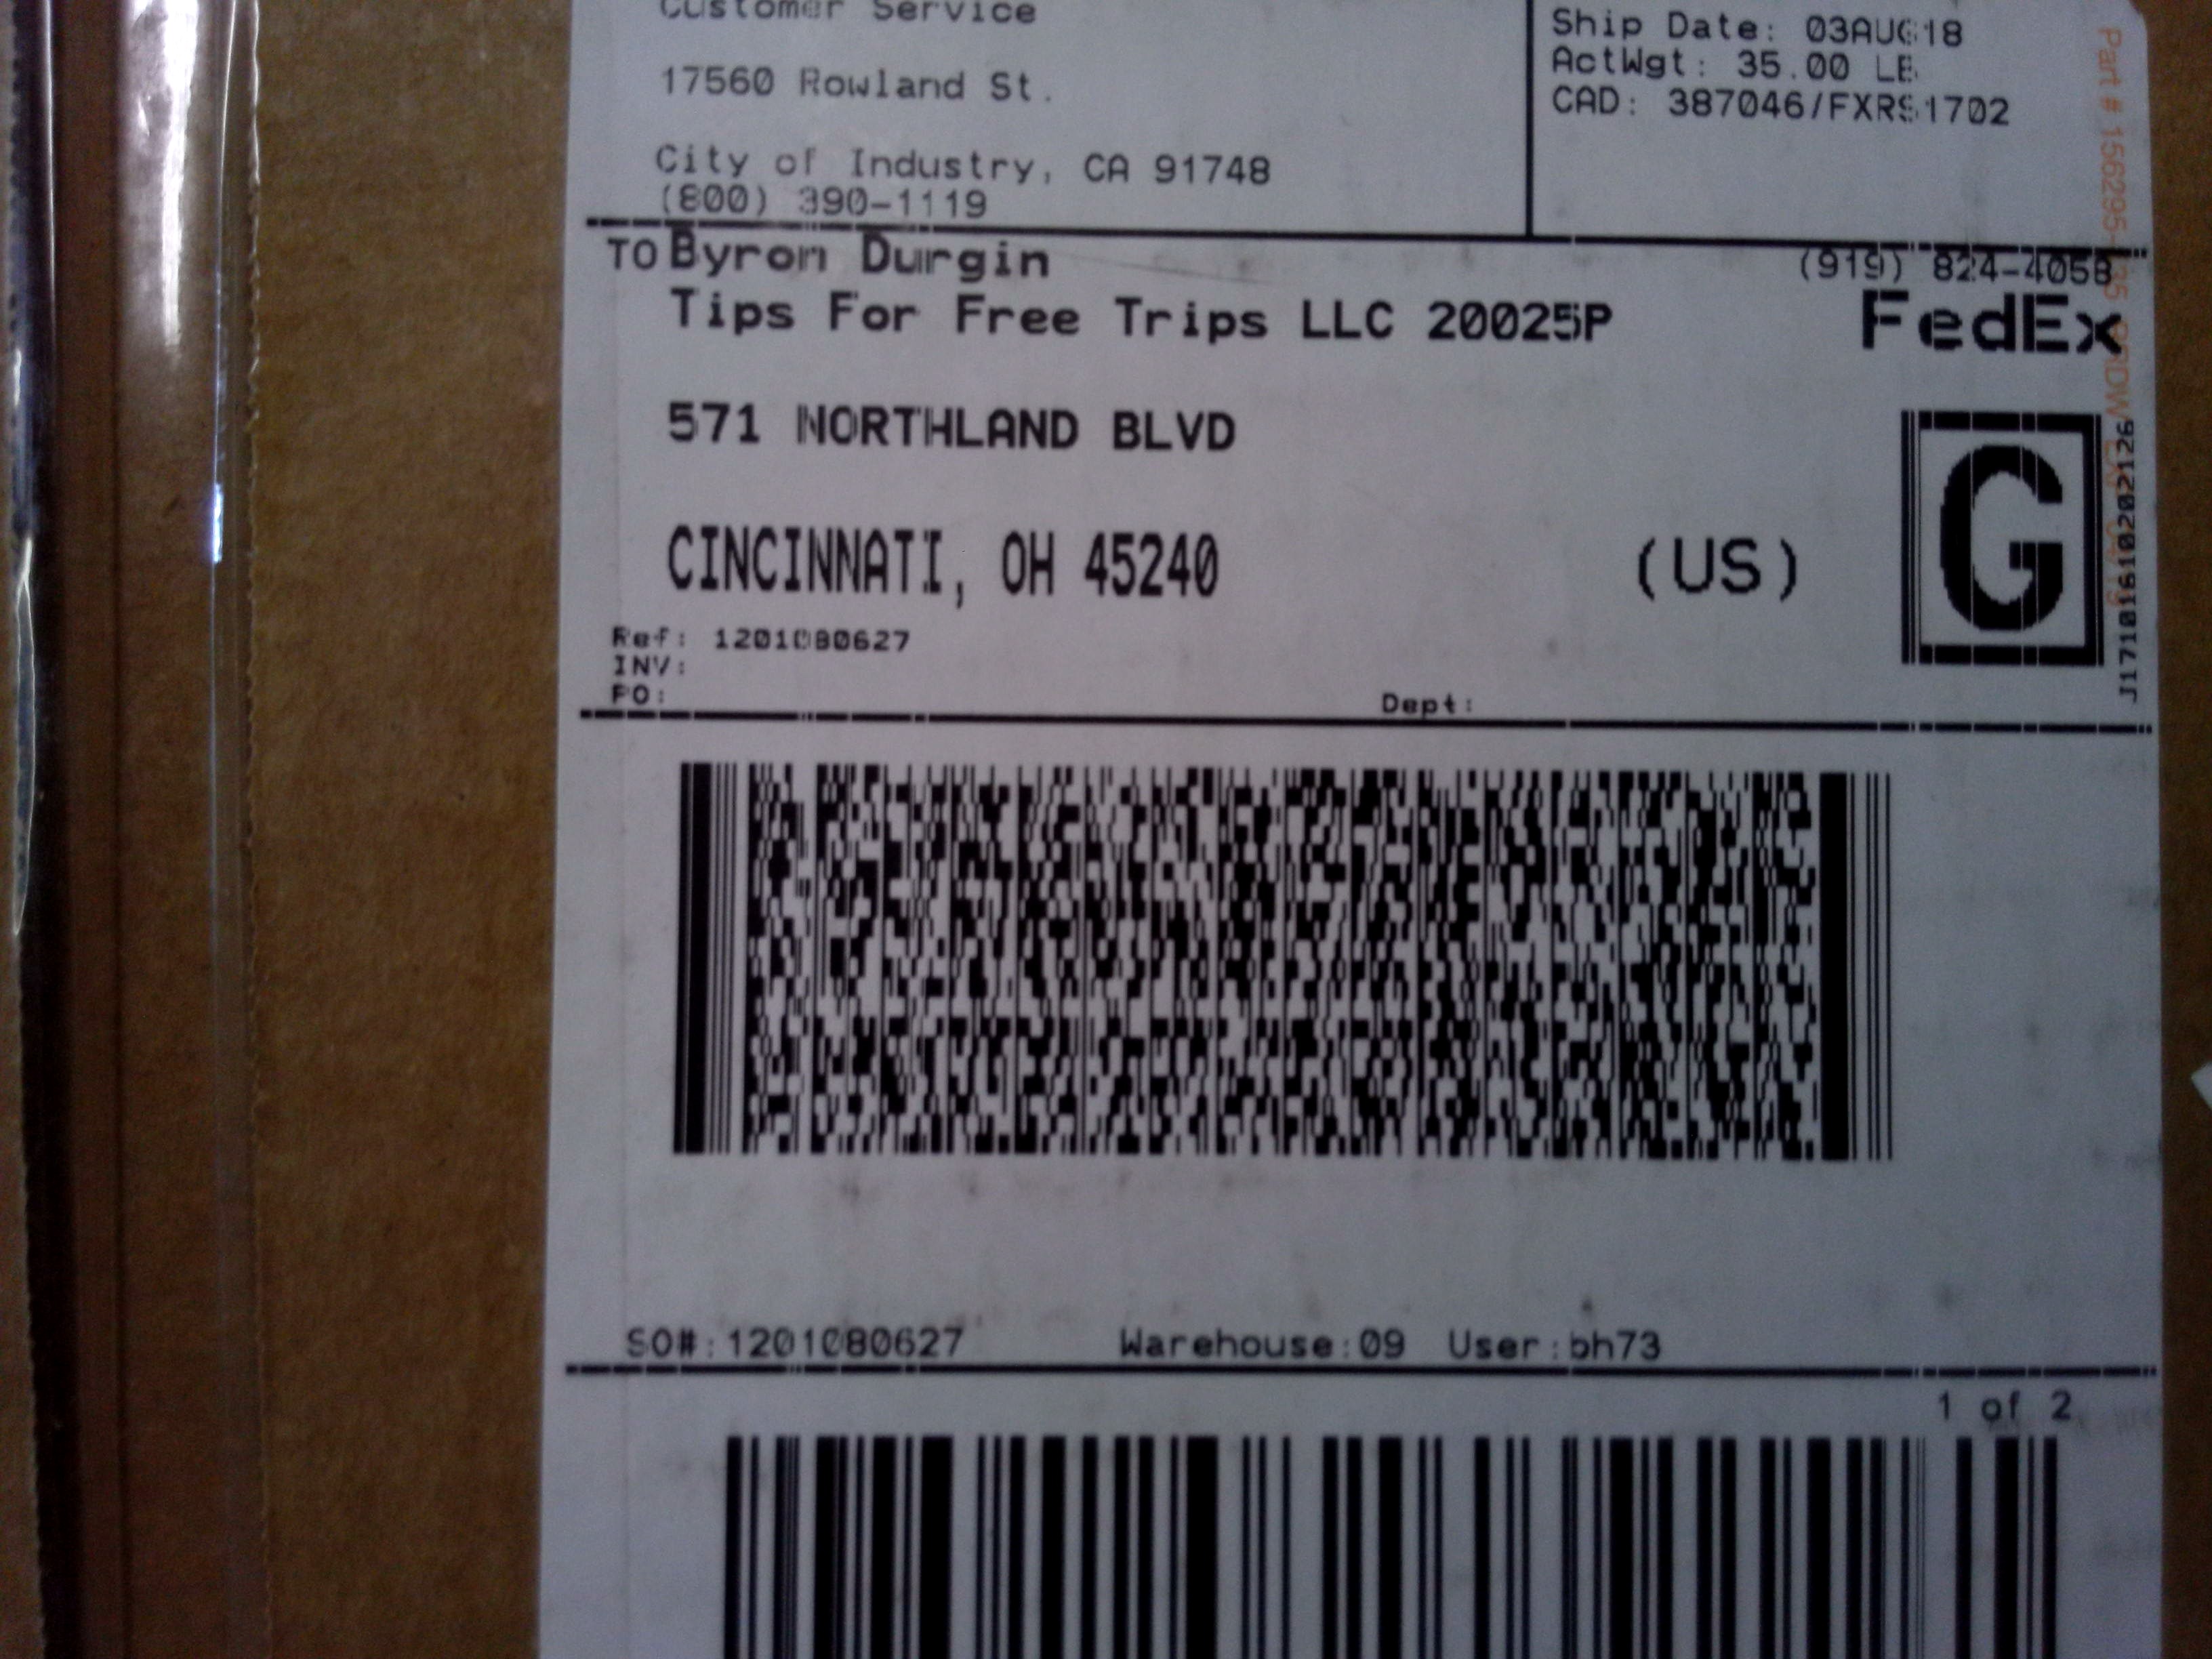 Customer Service
17560 Rowland St.
City of Industry, CA 91748
(800) 390-1119
Ship Date: 03AUG18
ActWgt: 35.00 LB
CAD: 387046/FXRS1702
TO Byron Durgin
(919) 824-4058
Tips For Free Trips LLC 20025P
FedEx
571 NORTHLAND BLVD
G
CINCINNATI, OH 45240
(US)
Ref: 1201080627
INV:
PO:
Dept:
J17101610202126
Part # 156295-
SO#:1201080627 Warehouse:09 User:bh73
1 of 2